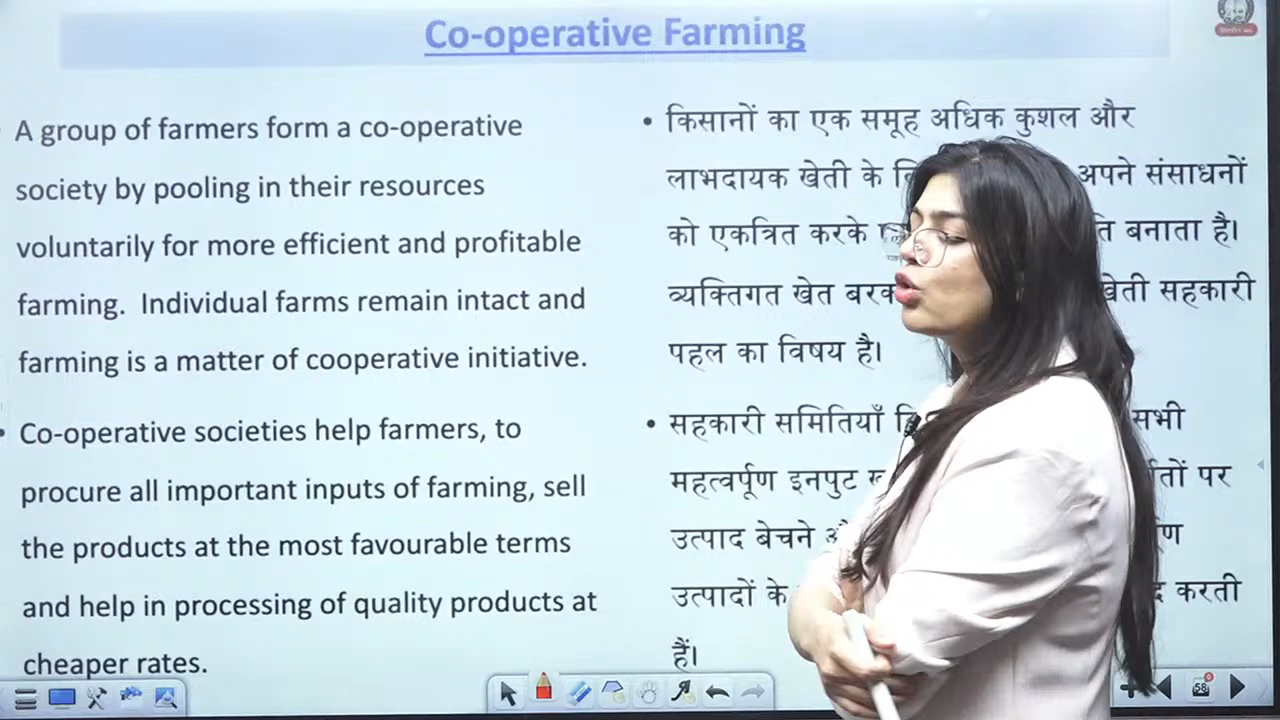 Co-operative Farming
A group of farmers form a co-operative
society by pooling in their resources
voluntarily for more efficient and profitable
farming. Individual farms remain intact and
farming is a matter of cooperative initiative.
• Co-operative societies help farmers, to
procure all important inputs of farming, sell
the products at the most favourable terms
and help in processing of quality products at
cheaper rates.
• किसानों का एक समूह अधिक कुशल और
लाभदायक खेती के अपने संसाधनों
को एकत्रित करके बनाता है।
व्यक्तिगत खेत खेती सहकारी
पहल का विषय है।
• सहकारी समितियाँ सभी
महत्वपूर्ण इनपुट पर
उत्पाद बेचने
उत्पादों के करती
हैं।
58